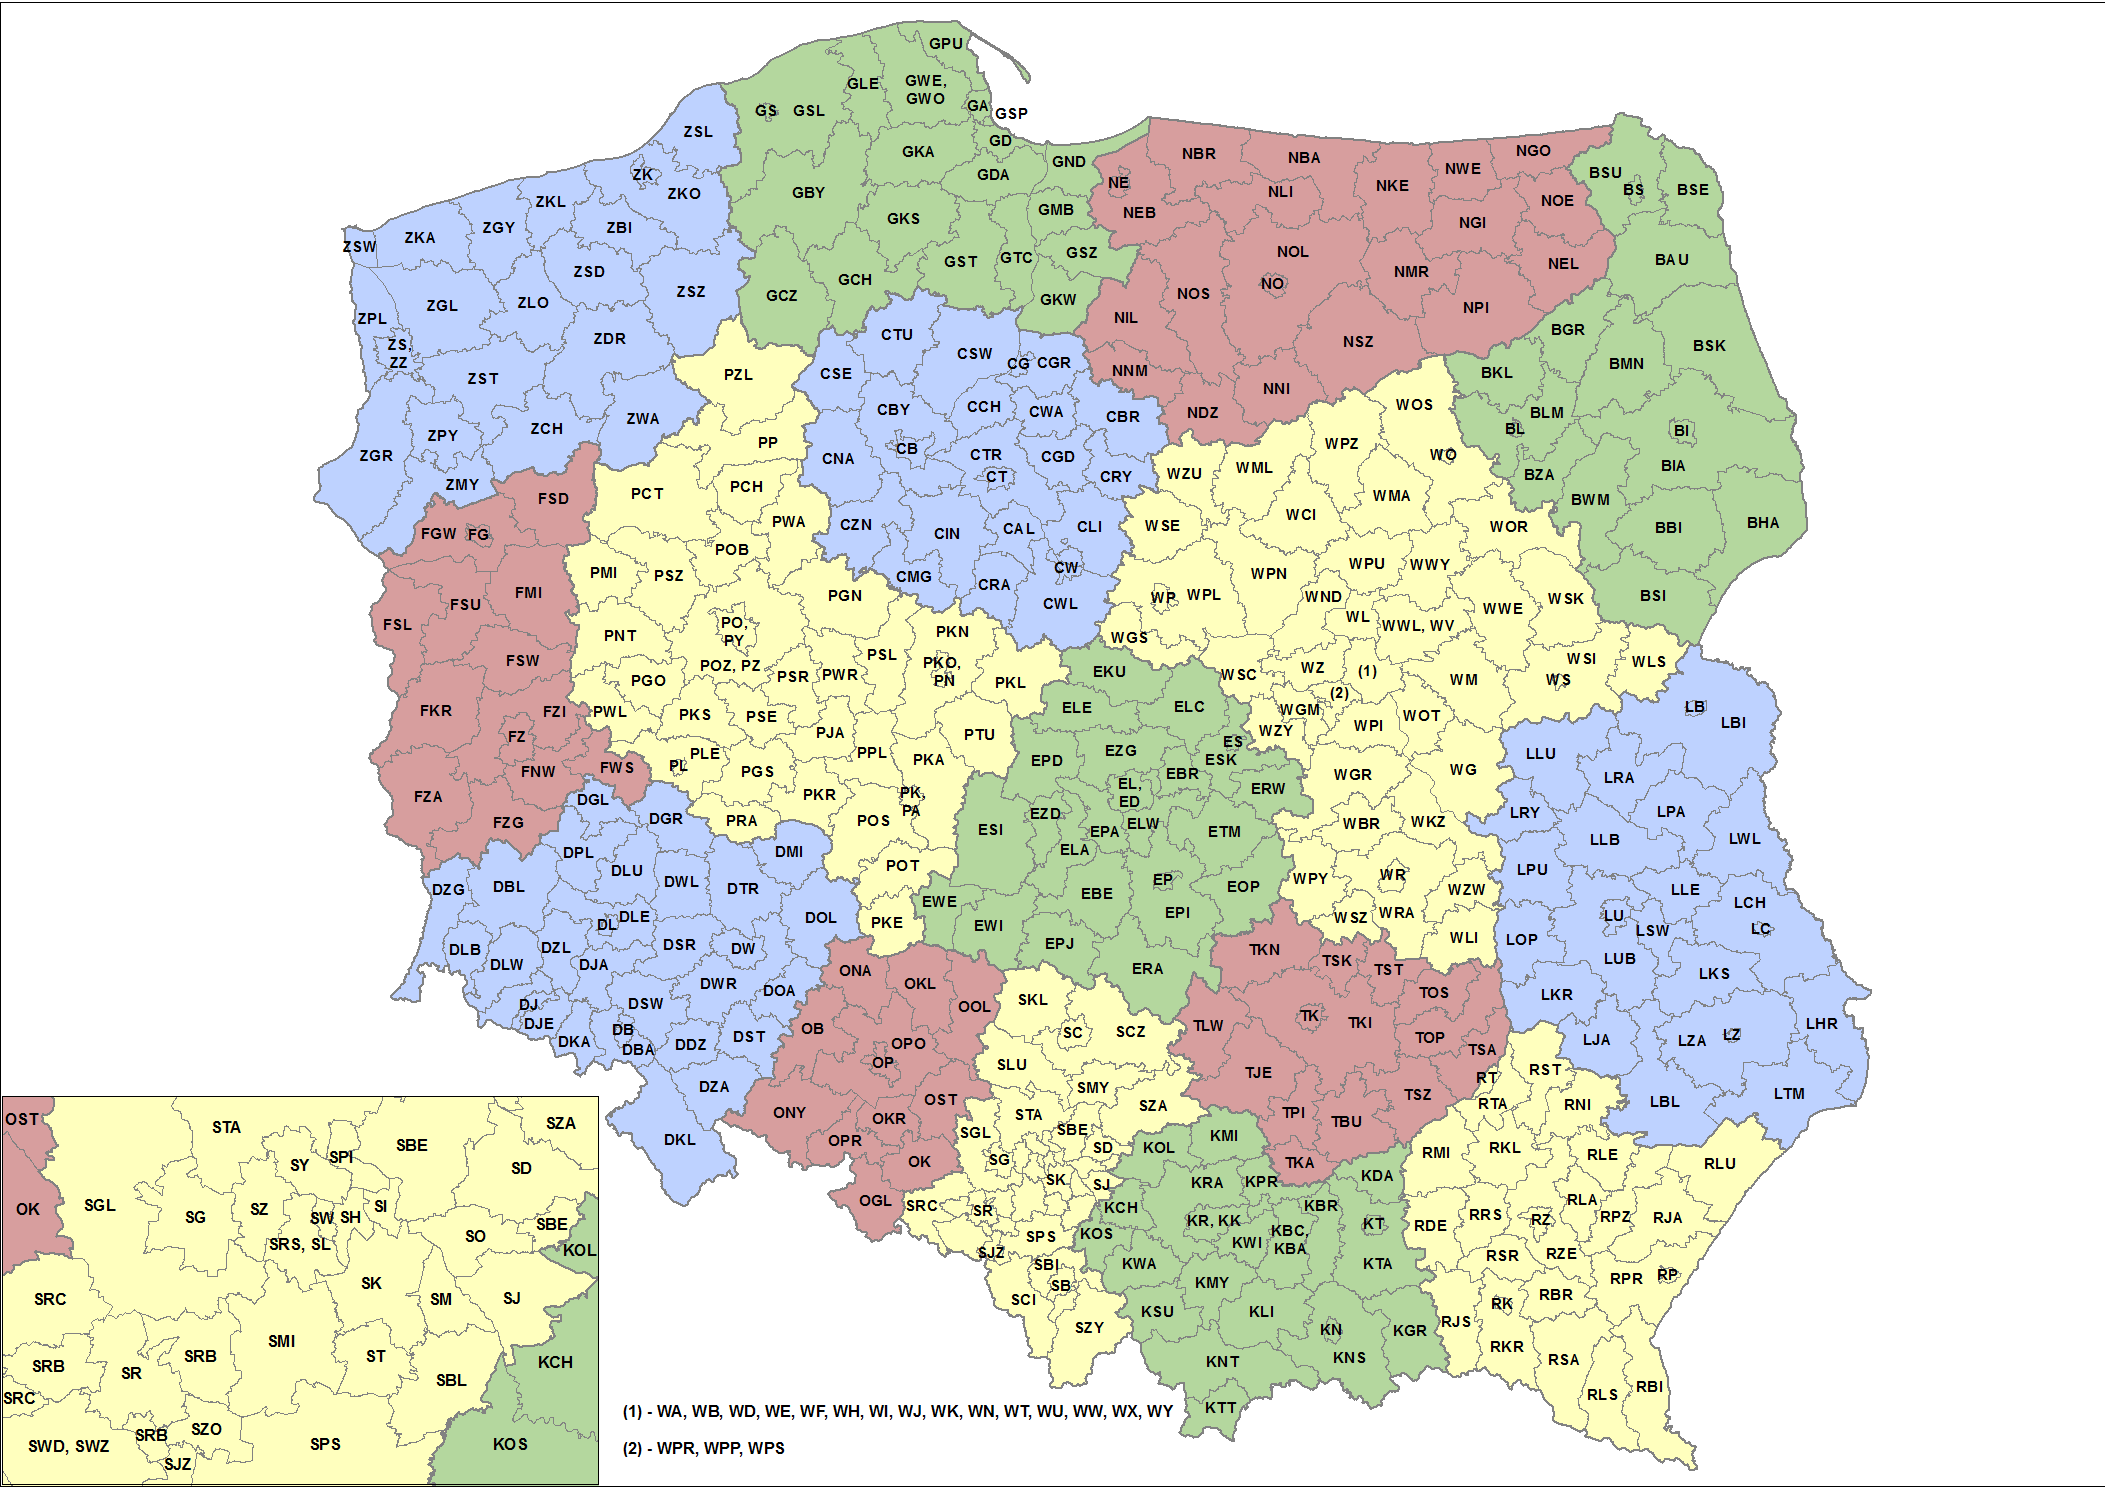 GPU
GLE
GWE,
GWO
GS
GSL
GA
GSP
ZSL
GD
GKA
GND
GDA
NBR
NBA
NGO
NWE
NE
NLI
NKE
BSU
BS
BSE
ZK
ZKO
ZKL
GBY
GMB
NEB
NOE
GKS
NGI
ZGY
ZBI
ZKA
ZSW
GST
GTC
GSZ
NOL
BAU
ZSD
NMR
NEL
GCH
GCZ
GKW
NO
NOS
ZSZ
ZGL
ZLO
NPI
ZPL
NIL
CTU
BGR
ZDR
NSZ
ZS,
ZZ
CSW
BSK
CG
CGR
BMN
CSE
PZL
NNM
BKL
ZST
NNI
CBY
CCH
CWA
CBR
NDZ
WOS
BLM
ZWA
BL
BI
ZCH
ZPY
PP
CB
CTR
CGD
WPZ
WO
ZGR
CNA
CT
CRY
WZU
WML
BZA
BIA
ZMY
PCH
PCT
FSD
WMA
BWM
WCI
PWA
CZN
CIN
CAL
CLI
WSE
WOR
BBI
BHA
FGW
FG
POB
PMI
PSZ
CMG
CRA
CW
WPN
WPU
WWY
FMI
PGN
CWL
WP
WPL
WND
WSK
BSI
FSU
WL
WWE
FSL
PO,
PY
PNT
PKN
WGS
WWL, WV
PSL
FSW
POZ, PZ
PKO,
PN
WSI
WLS
PGO
PSR
PWR
PKL
EKU
WSC
WZ
(1)
WM
WS
(2)
FKR
FZI
PWL
PKS
PSE
ELE
ELC
WGM
WOT
LB
LBI
WZY
WPI
FZ
PJA
PTU
ES
PLE
PPL
PKA
EPD
EZG
ESK
LLU
PL
FNW
FWS
PGS
EBR
WGR
WG
LRA
FZA
DGL
PKR
PK,
PA
EL,
ED
ERW
FZG
DGR
PRA
POS
EZD
ELW
ESI
EPA
ETM
WBR
WKZ
LRY
LPA
LLB
LWL
DPL
DMI
ELA
POT
DLU
LPU
DZG
DBL
DWL
DTR
EP
EOP
WPY
WR
WZW
LLE
EWE
EBE
LCH
DLE
DL
DOL
PKE
EWI
EPI
WSZ
WRA
LU
LC
LSW
DLB
DZL
DSR
DW
EPJ
WLI
LOP
DLW
DJA
TKN
TSK
TST
LUB
ONA
ERA
LKS
DWR
OKL
DOA
TOS
LKR
DJ
DSW
SKL
OOL
DJE
OB
SC
SCZ
TLW
TK
TKI
LHR
DB
DKA
DBA
DDZ
DST
OPO
TOP
LJA
LZA
LZ
OP
TSA
SLU
TJE
RST
RT
DZA
SMY
OST
SZA
TSZ
LBL
LTM
ONY
OKR
STA
TPI
TBU
RTA
RNI
SGL
SBE
OPR
KMI
SD
KOL
RMI
RKL
RLE
OK
SG
TKA
RLU
SK
SJ
KRA
KPR
KDA
OGL
SRC
SR
KCH
KBR
RLA
RRS
RPZ
RJA
RDE
RZ
KR, KK
KT
KOS
SPS
KWI
KBC,
KBA
SJZ
RSR
RZE
SBI
KWA
KTA
SB
KMY
RPR
RP
SCI
RBR
RK
KSU
KLI
RJS
SZY
KN
KGR
RKR
KNT
KNS
RSA
RLS
RBI
KTT
OST
STA
SZA
SBE
SY
SPI
SD
SGL
SG
SZ
SI
OK
SW
SH
SBE
SO
KOL
SRS, SL
SK
SRC
SM
SJ
SMI
SRB
SR
SRB
ST
SBL
KCH
SRC
SZO
SRB
SWD, SWZ
SPS
KOS
SJZ
(1) - WA, WB, WD, WE, WF, WH, WI, WJ, WK, WN, WT, WU, WW, WX, WY
(2) - WPR, WPP, WPS